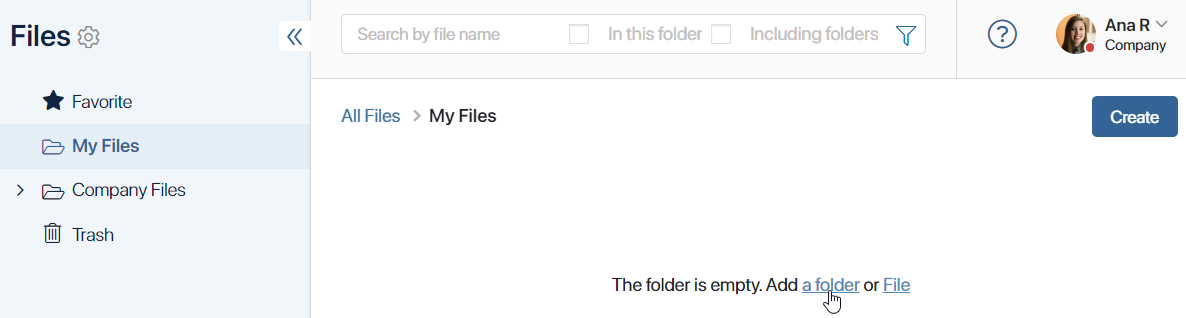 Files
Search by file name In this folder Including folders
?
Ana R
Company
Favorite
My Files
Company Files
Trash
All Files > My Files
Create
The folder is empty. Add a folder or File